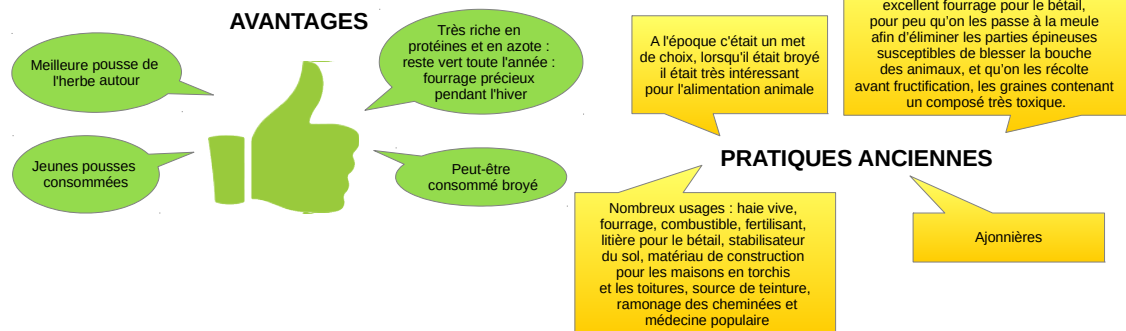 AVANTAGES
Meilleure pousse de
l'herbe autour
Très riche en
protéines et en azote :
reste vert toute l'année :
fourrage précieux
pendant l'hiver
Jeunes pousses
consommées
Peut-être
consommé broyé
A l'époque c'était un met
de choix, lorsqu'il était broyé
il était très intéressant
pour l'alimentation animale
excellent fourrage pour le bétail,
pour peu qu’on les passe à la meule
afin d’éliminer les parties épineuses
susceptibles de blesser la bouche
des animaux, et qu’on les récolte
avant fructification, les graines contenant
un composé très toxique.
PRATIQUES ANCIENNES
Nombreux usages : haie vive,
fourrage, combustible, fertilisant,
litière pour le bétail, stabilisateur
du sol, matériau de construction
pour les maisons en torchis
et les toitures, source de teinture,
ramonage des cheminées et
médecine populaire
Ajonnières